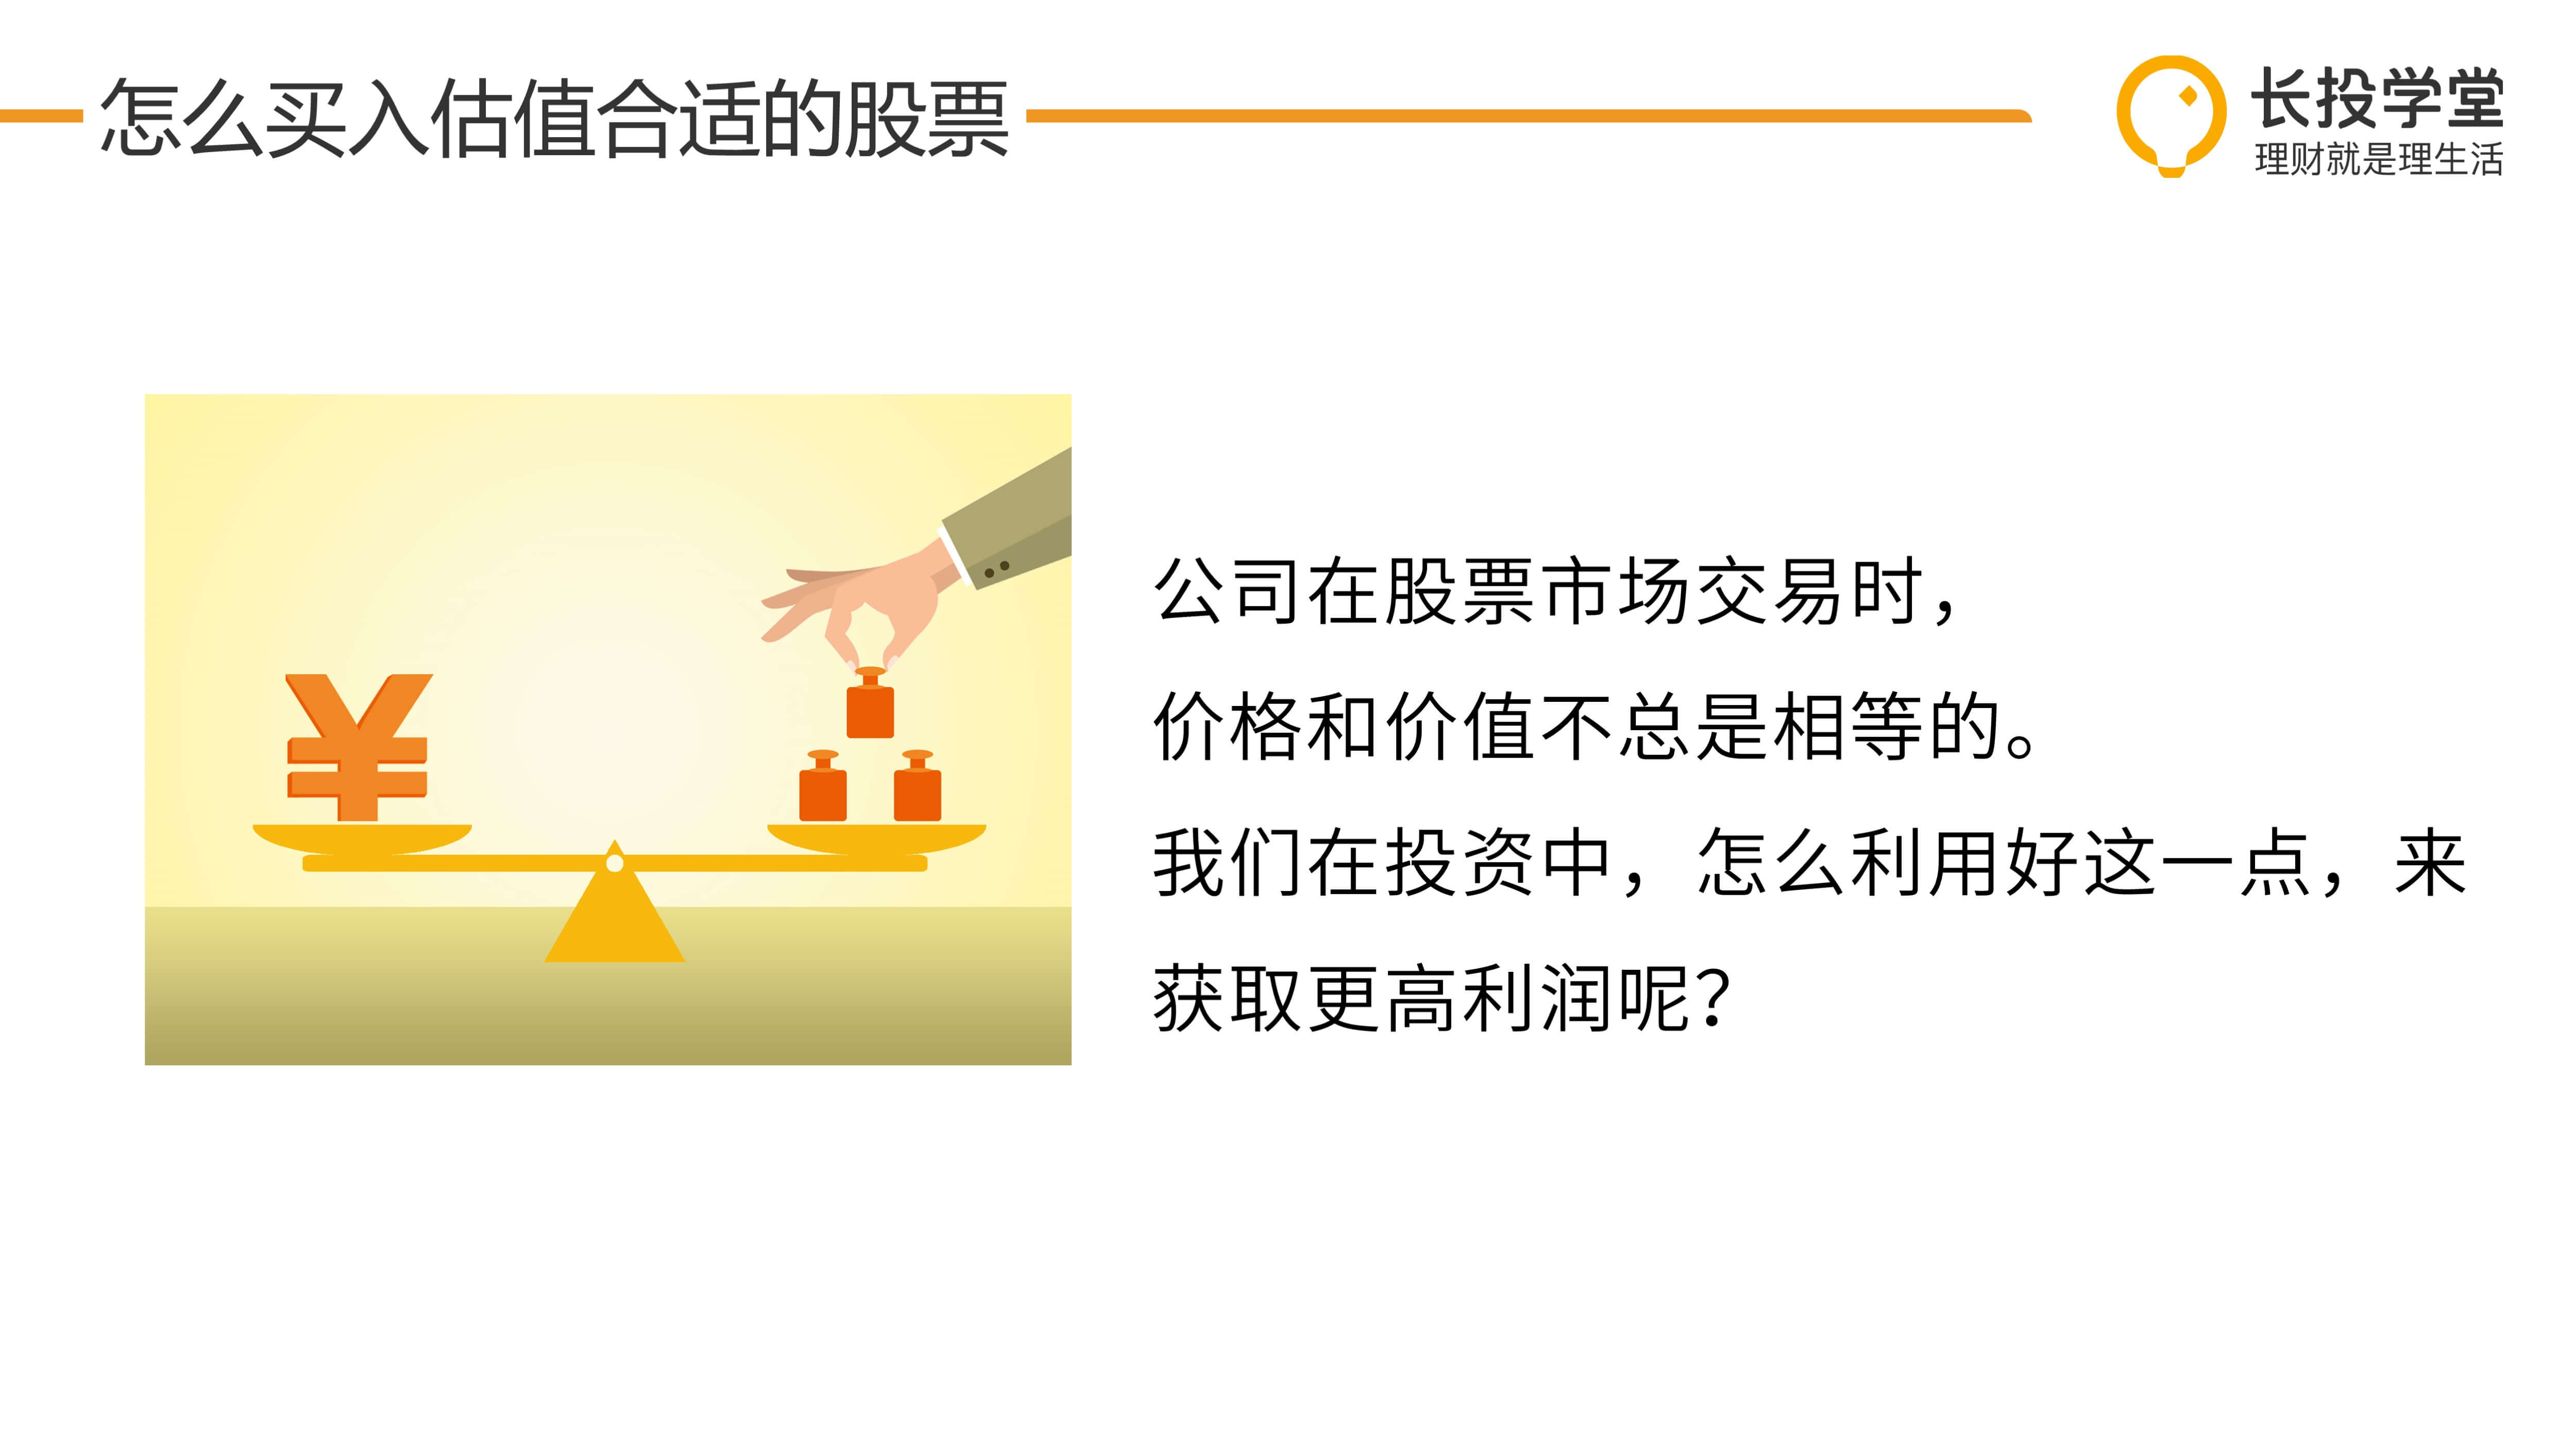 怎么买入估值合适的股票
长投学堂
理财就是理生活
¥
公司在股票市场交易时，
价格和价值不总是相等的。
我们在投资中，怎么利用好这一点，来
获取更高利润呢？